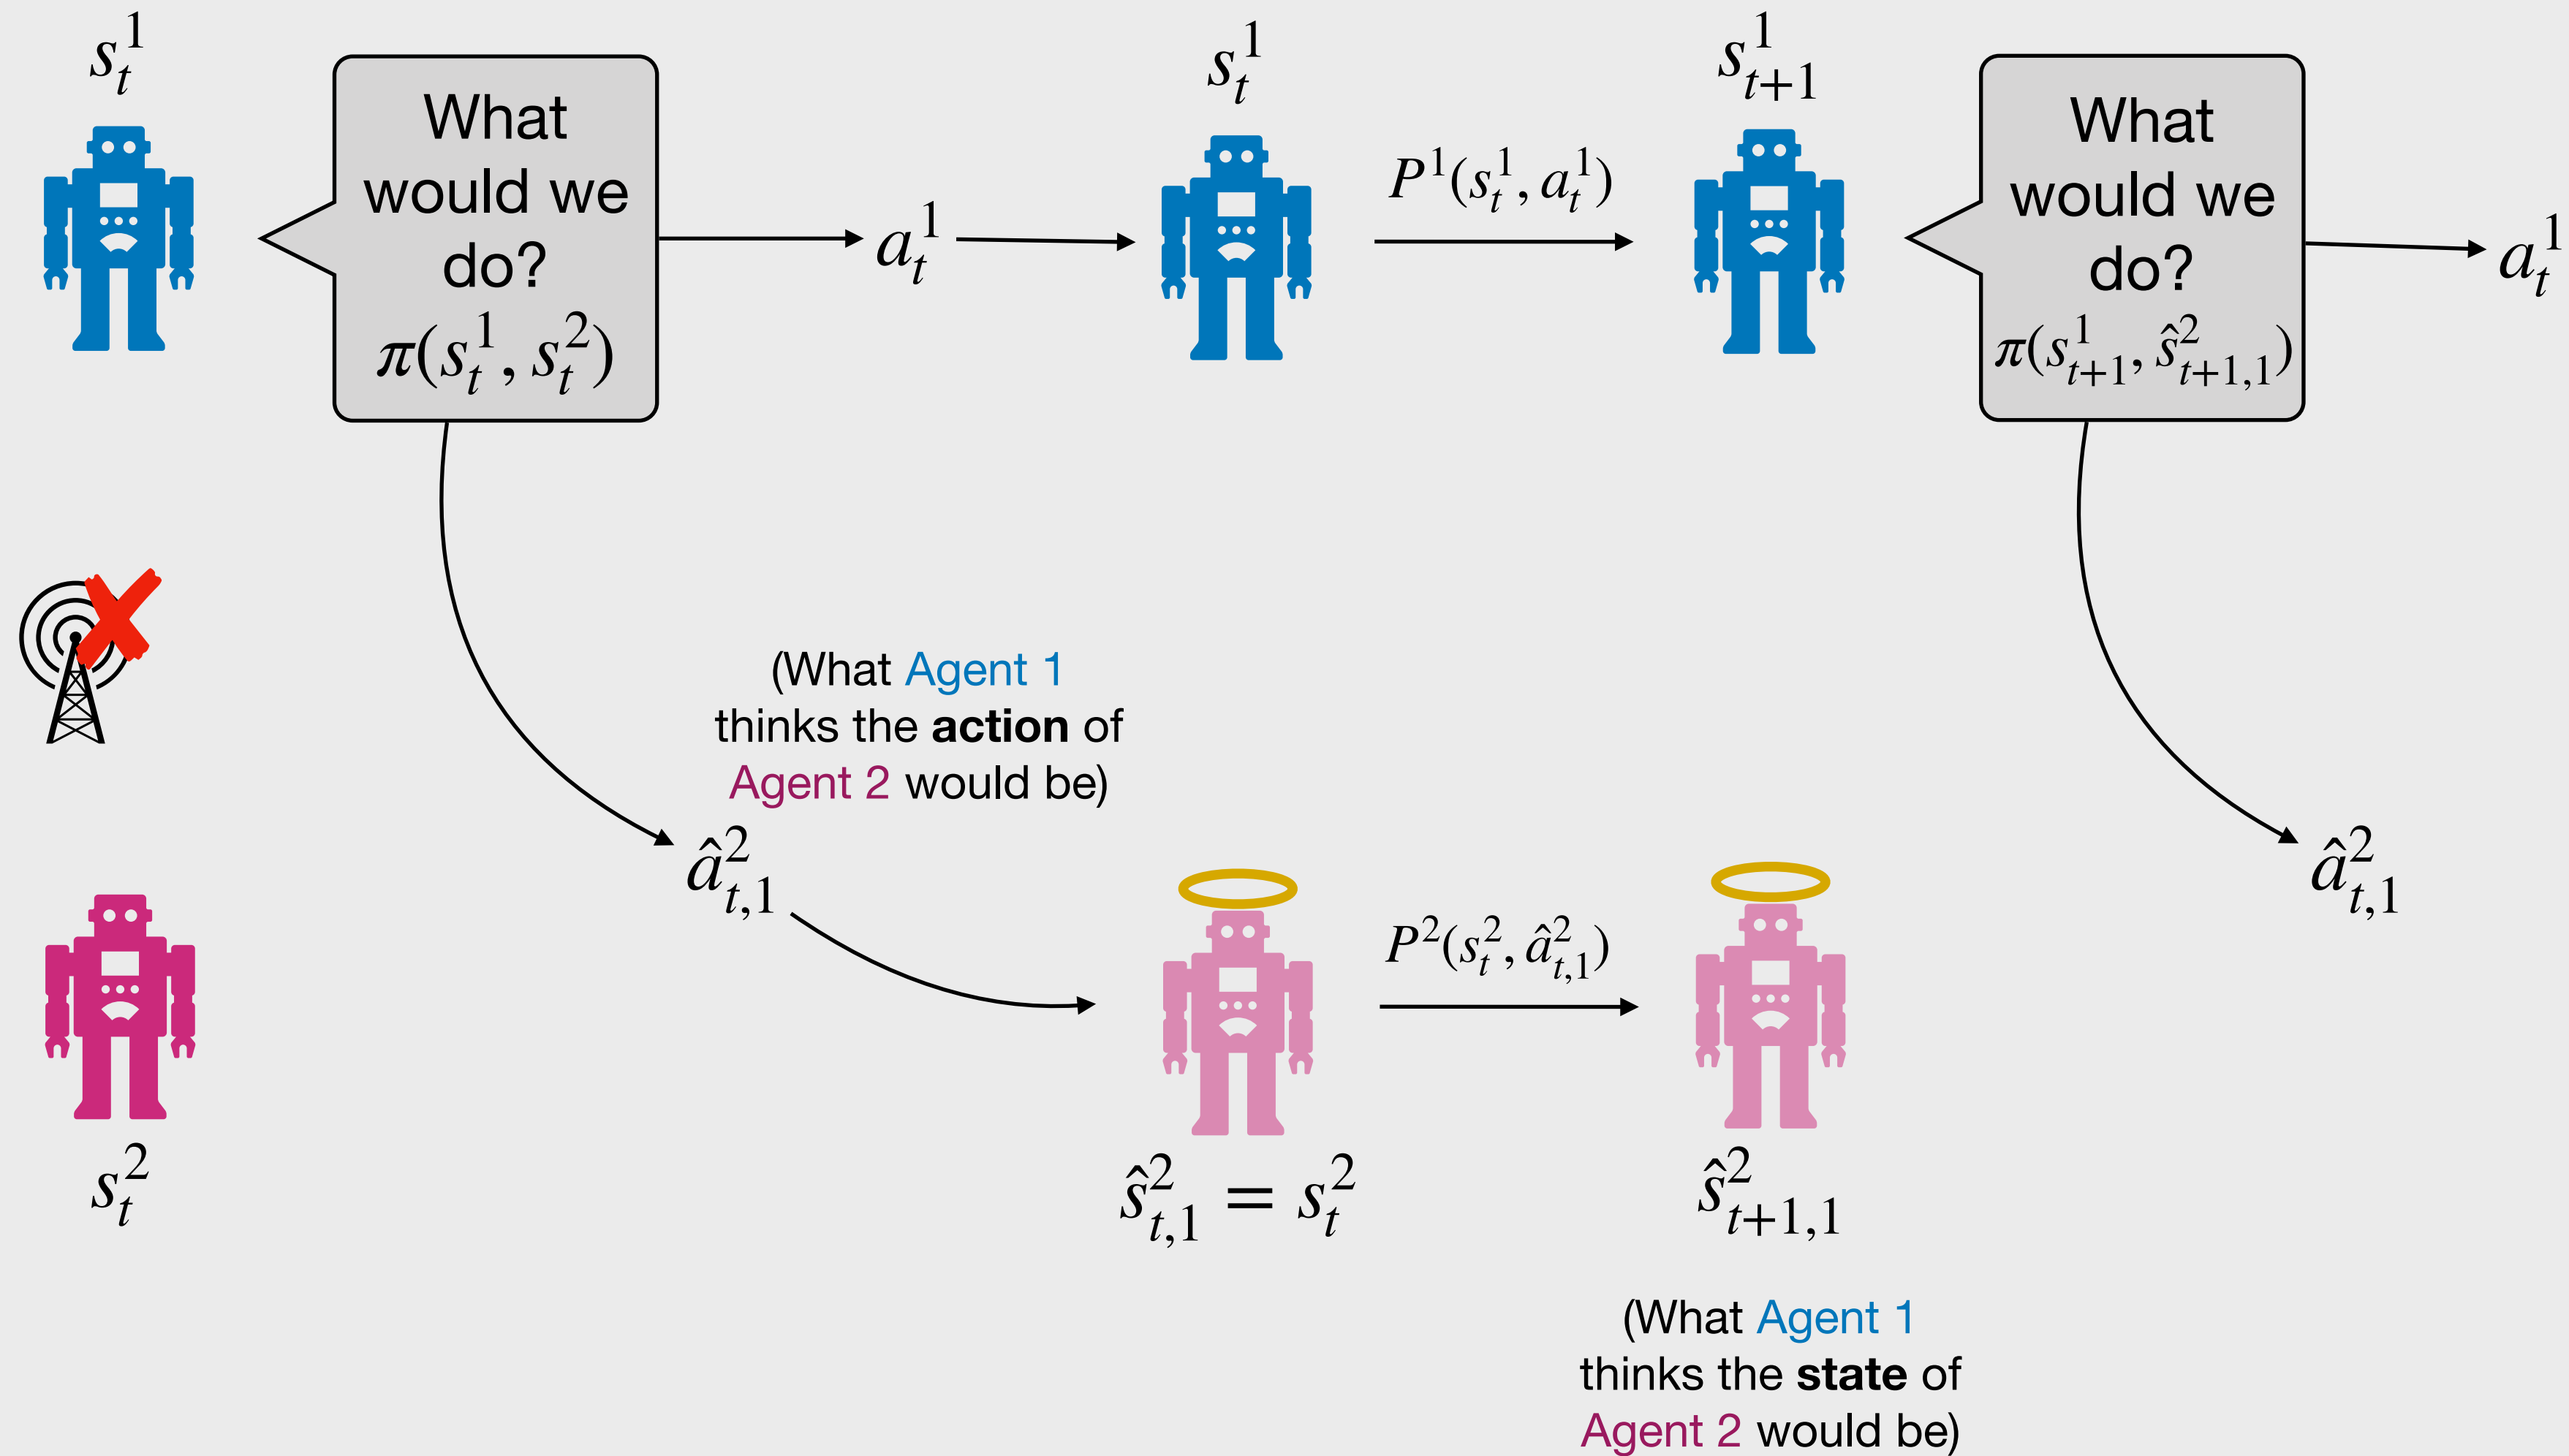 s_t^1
What
would we
do?
π(s_t^1, s_t^2)
a_t^1
s_t^1
P^1(s_t^1, a_t^1)
s_{t+1}^1
What
would we
do?
π(s_{t+1}^1, ŝ_{t+1,1}^2)
a_t^1
(What Agent 1
thinks the action of
Agent 2 would be)
â_{t,1}^2
s_t^2
ŝ_{t,1}^2 = s_t^2
P^2(s_t^2, â_{t,1}^2)
ŝ_{t+1,1}^2
(What Agent 1
thinks the state of
Agent 2 would be)
â_{t,1}^2